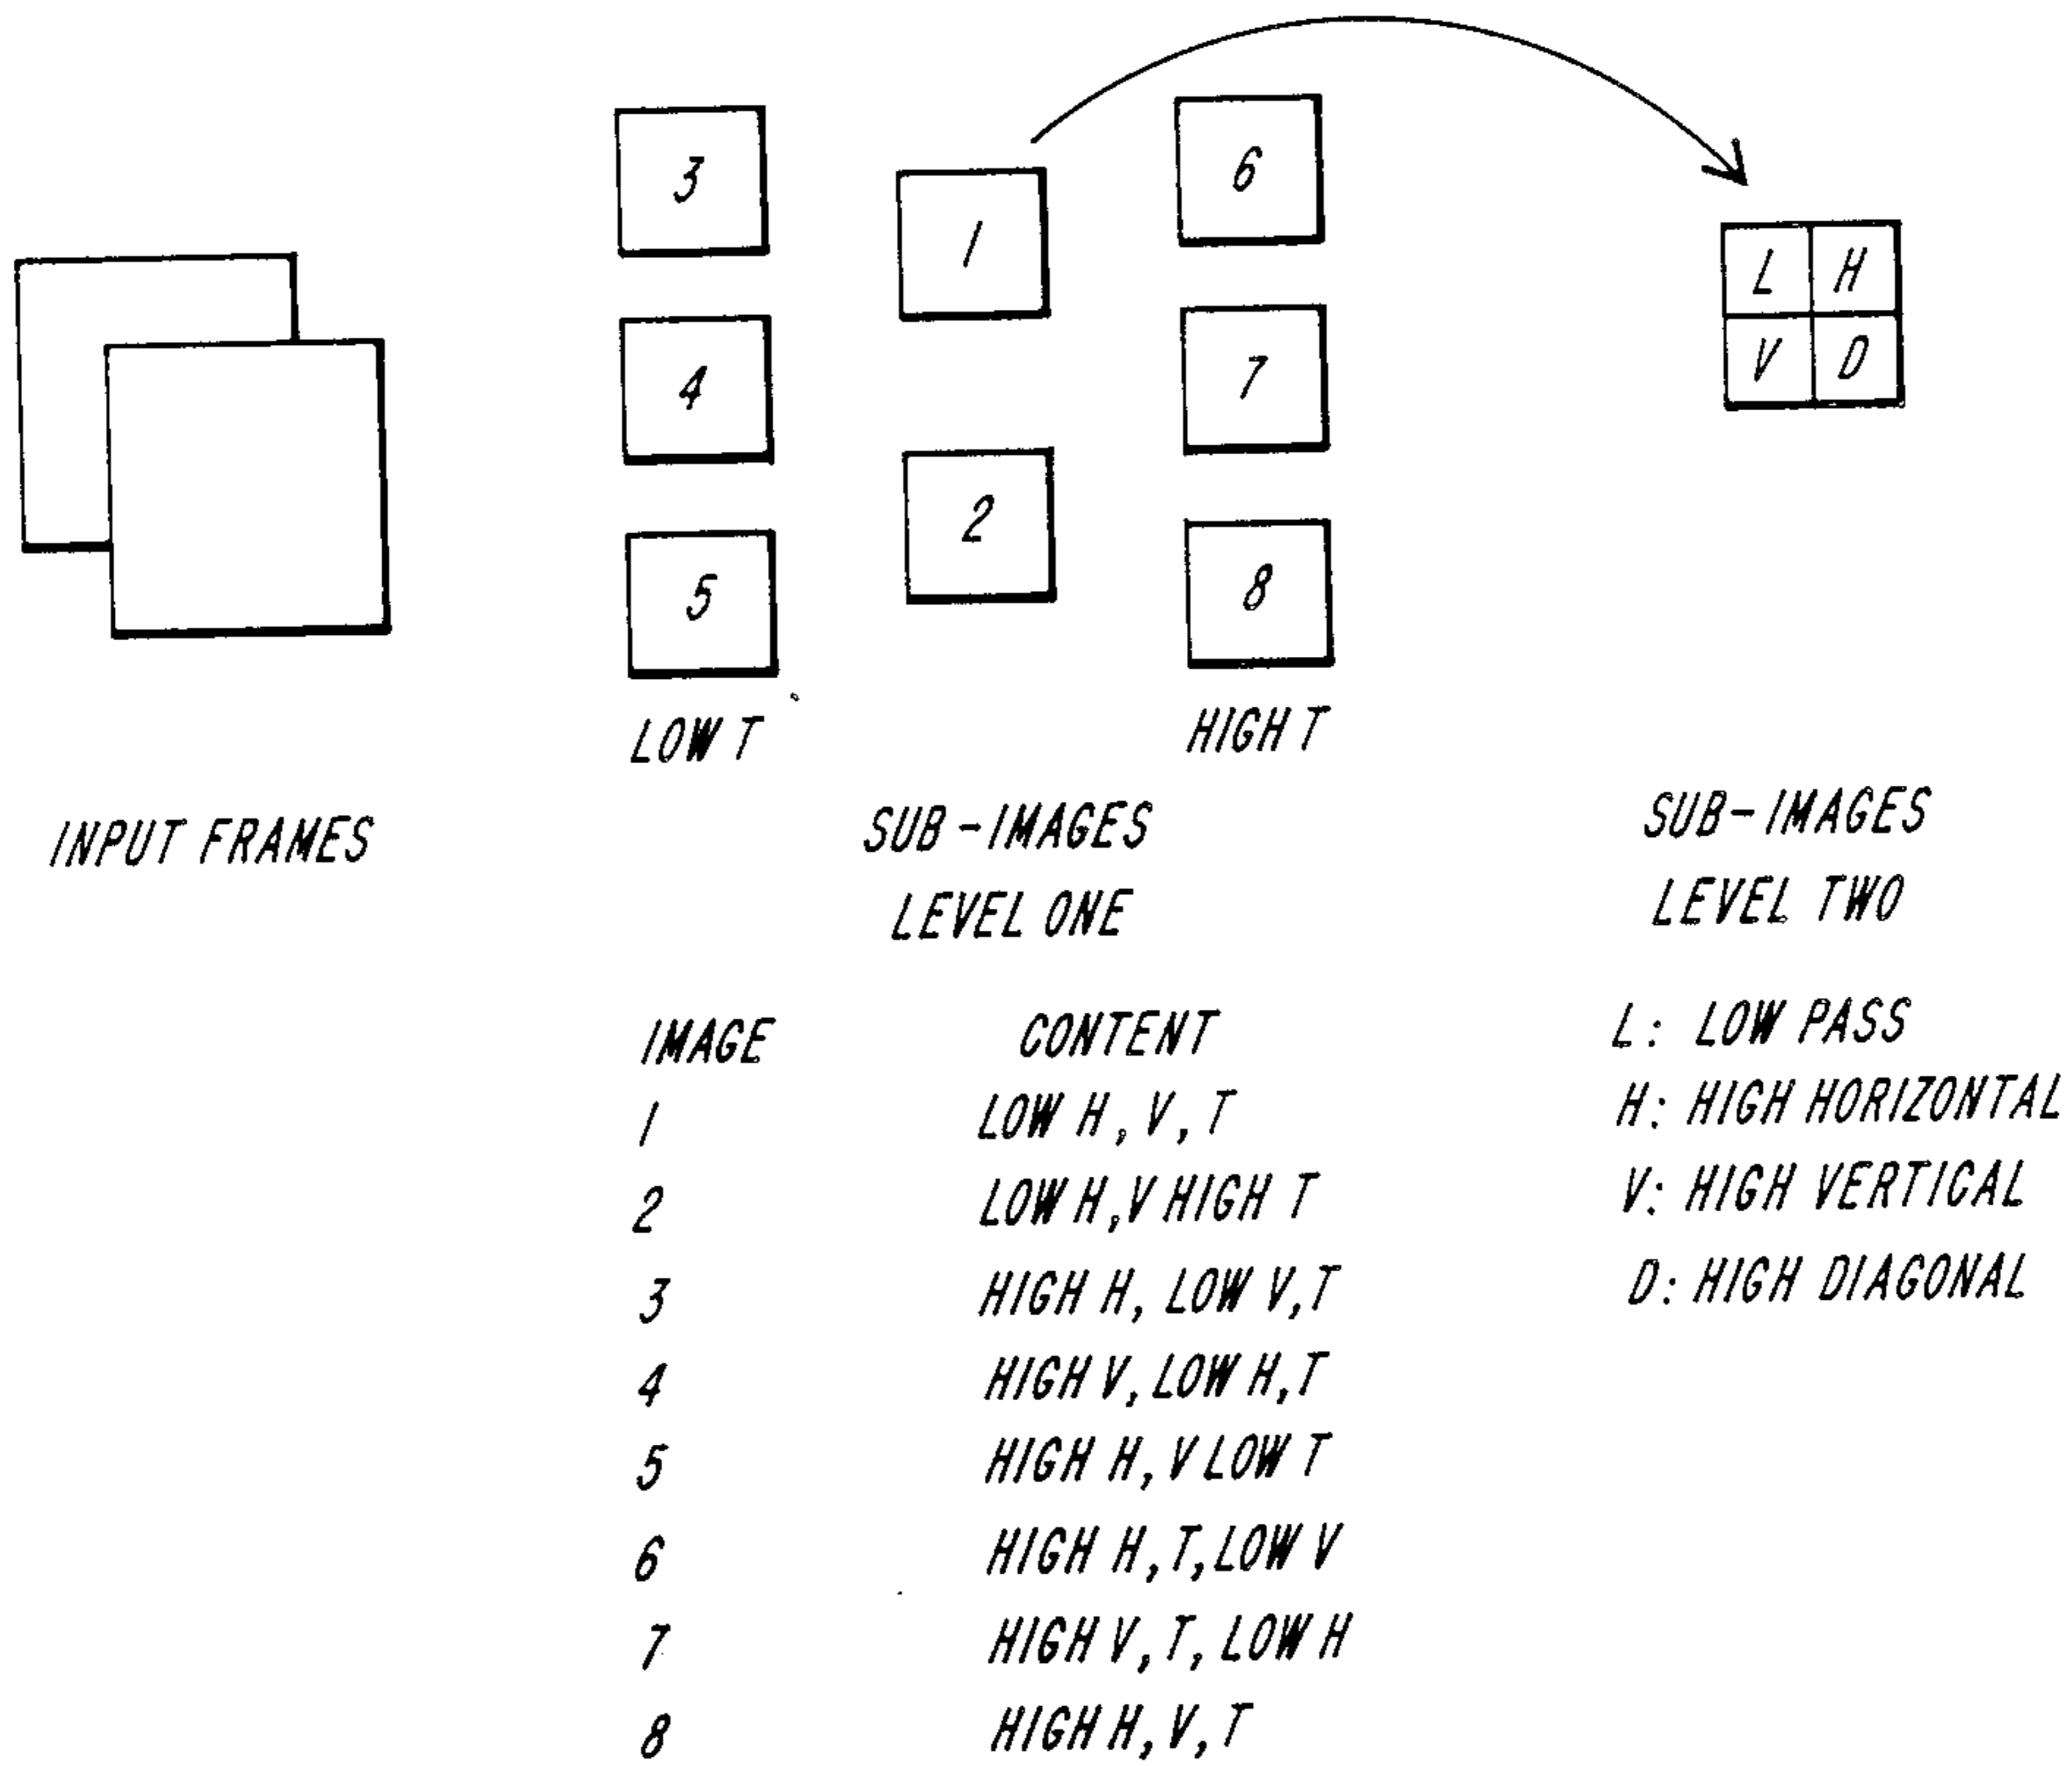 3
1
6
4
7
2
5
8
L H
V D
LOW T
HIGH T
INPUT FRAMES
SUB-IMAGES
LEVEL ONE
SUB-IMAGES
LEVEL TWO
IMAGE CONTENT
1 LOW H, V, T
2 LOW H, V HIGH T
3 HIGH H, LOW V, T
4 HIGH V, LOW H, T
5 HIGH H, V LOW T
6 HIGH H, T, LOW V
7 HIGH V, T, LOW H
8 HIGH H, V, T
L: LOW PASS
H: HIGH HORIZONTAL
V: HIGH VERTICAL
D: HIGH DIAGONAL